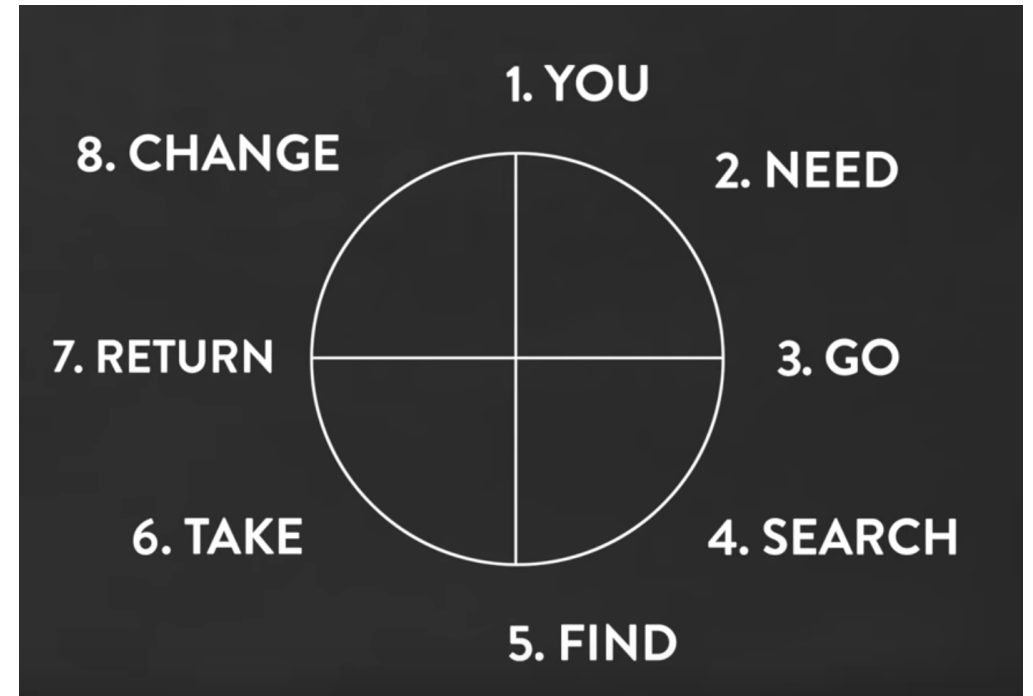 1. YOU
2. NEED
3. GO
4. SEARCH
5. FIND
6. TAKE
7. RETURN
8. CHANGE